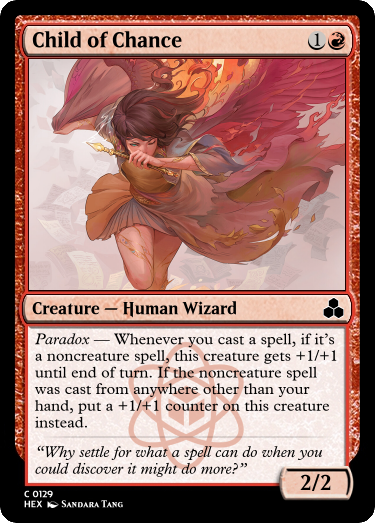 Child of Chance 1
Creature — Human Wizard
Paradox — Whenever you cast a spell, if it's
a noncreature spell, this creature gets +1/+1
until end of turn. If the noncreature spell
was cast from anywhere other than your
hand, put a +1/+1 counter on this creature
instead.
“Why settle for what a spell can do when you
could discover it might do more?”
2/2
C 0129
HEX Sandara Tang